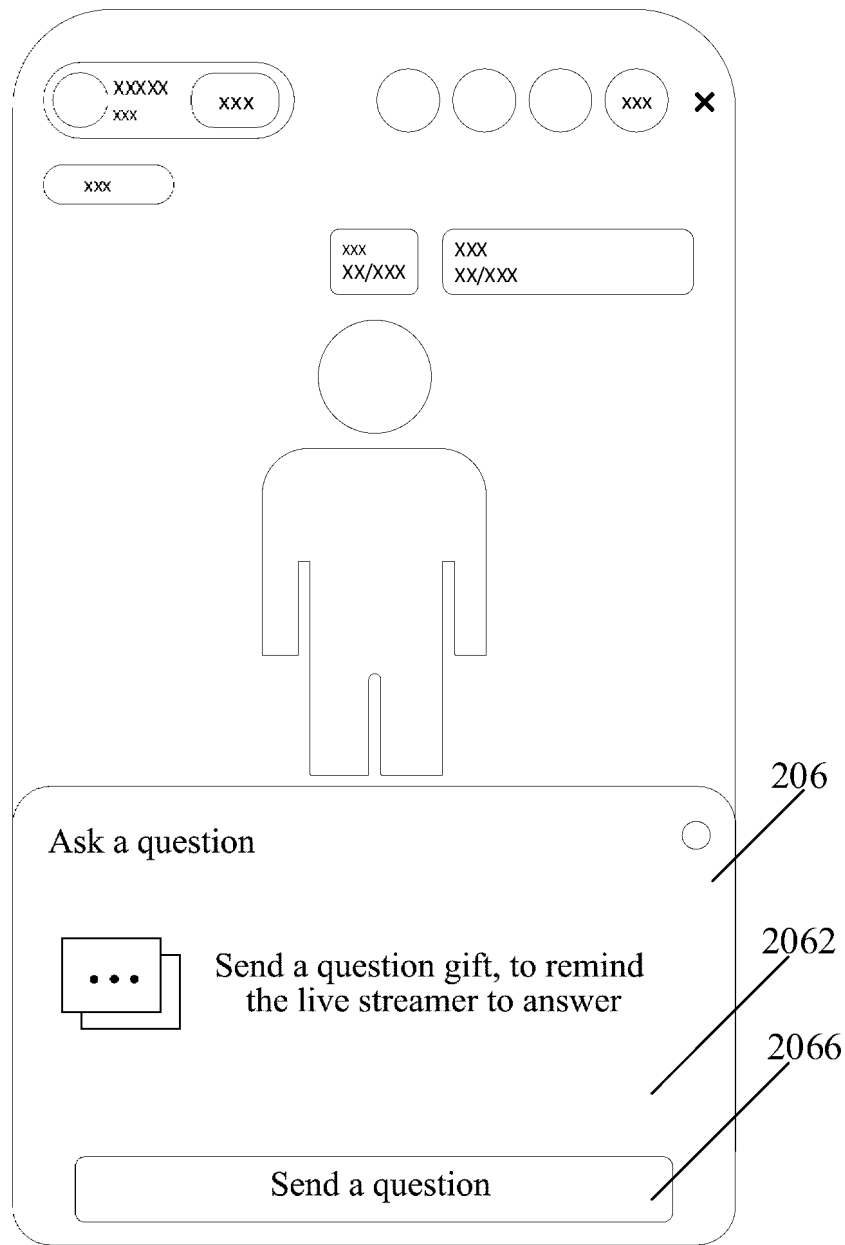 XXXXX
XXX
XXX
XXX
×
XXX
XXX
XX/XXX
XXX
XX/XXX
206
Ask a question
2062
Send a question gift, to remind
the live streamer to answer
2066
Send a question